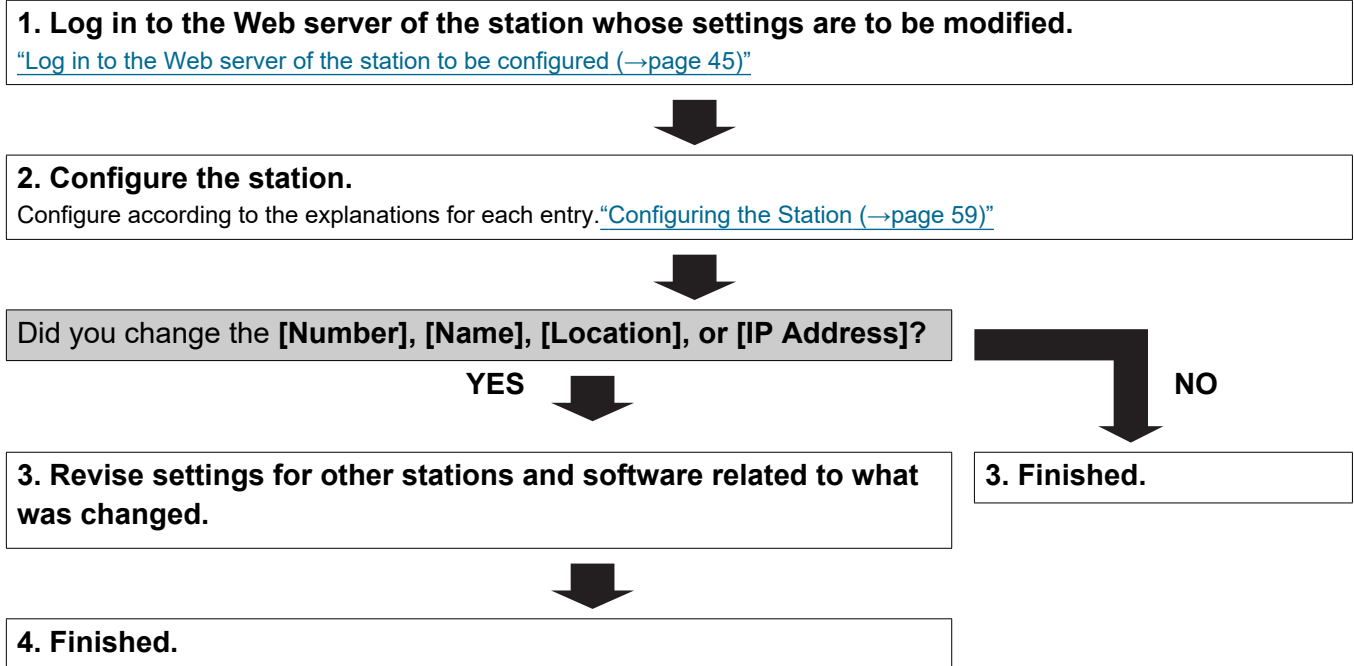 1. Log in to the Web server of the station whose settings are to be modified.
“Log in to the Web server of the station to be configured (→page 45)”
2. Configure the station.
Configure according to the explanations for each entry.“Configuring the Station (→page 59)”
Did you change the [Number], [Name], [Location], or [IP Address]?
YES
NO
3. Revise settings for other stations and software related to what
was changed.
3. Finished.
4. Finished.